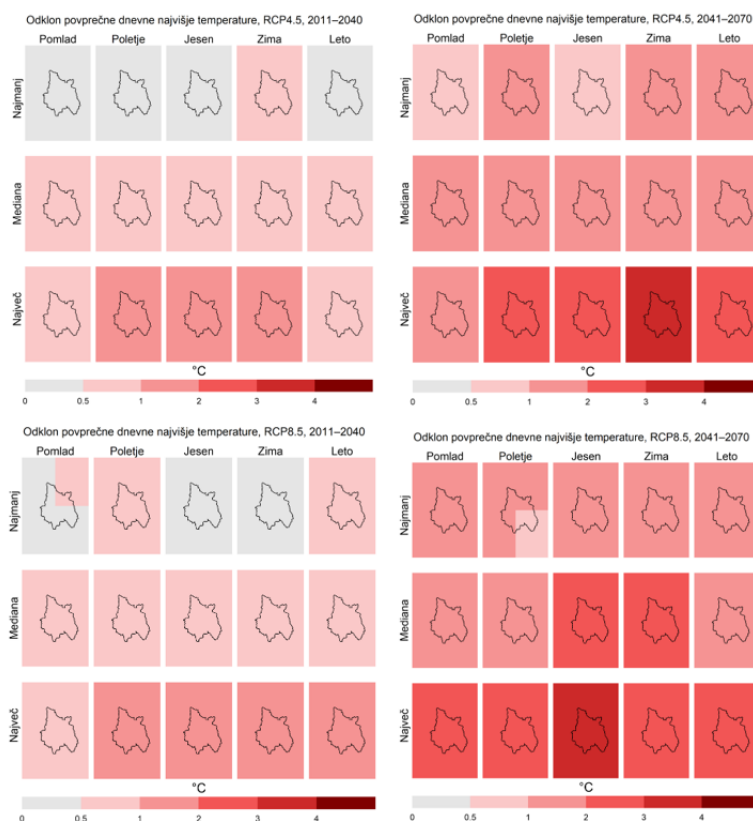 Odklon povprečne dnevne najvišje temperature, RCP4.5, 2011–2040
Pomlad Poletje Jesen Zima Leto
Najmanj
Mediana
Največ
°C
0 0.5 1 2 3 4
Odklon povprečne dnevne najvišje temperature, RCP4.5, 2041–2070
Pomlad Poletje Jesen Zima Leto
Najmanj
Mediana
Največ
°C
0 0.5 1 2 3 4
Odklon povprečne dnevne najvišje temperature, RCP8.5, 2011–2040
Pomlad Poletje Jesen Zima Leto
Najmanj
Mediana
Največ
°C
0 0.5 1 2 3 4
Odklon povprečne dnevne najvišje temperature, RCP8.5, 2041–2070
Pomlad Poletje Jesen Zima Leto
Najmanj
Mediana
Največ
°C
0 0.5 1 2 3 4